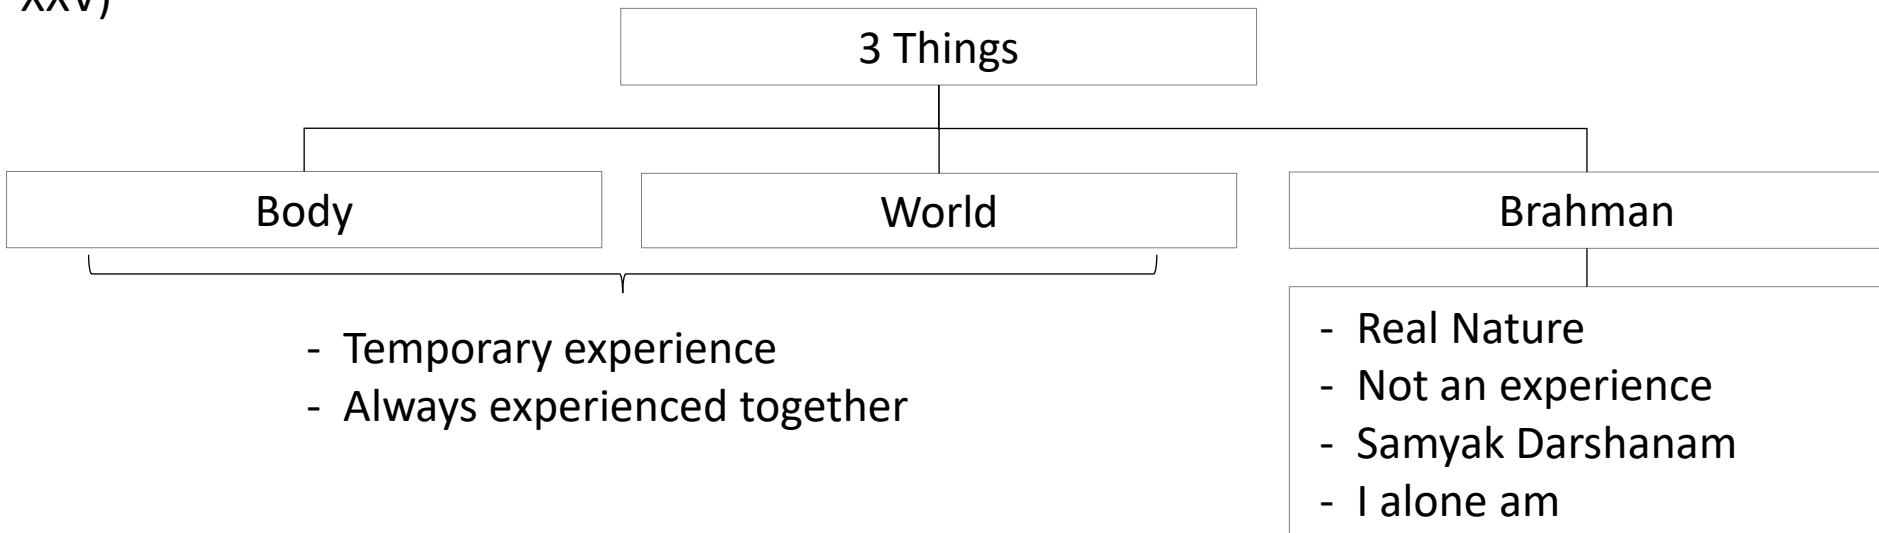 XXV)
3 Things
Body
World
Brahman
- Temporary experience
- Always experienced together
- Real Nature
- Not an experience
- Samyak Darshanam
- I alone am